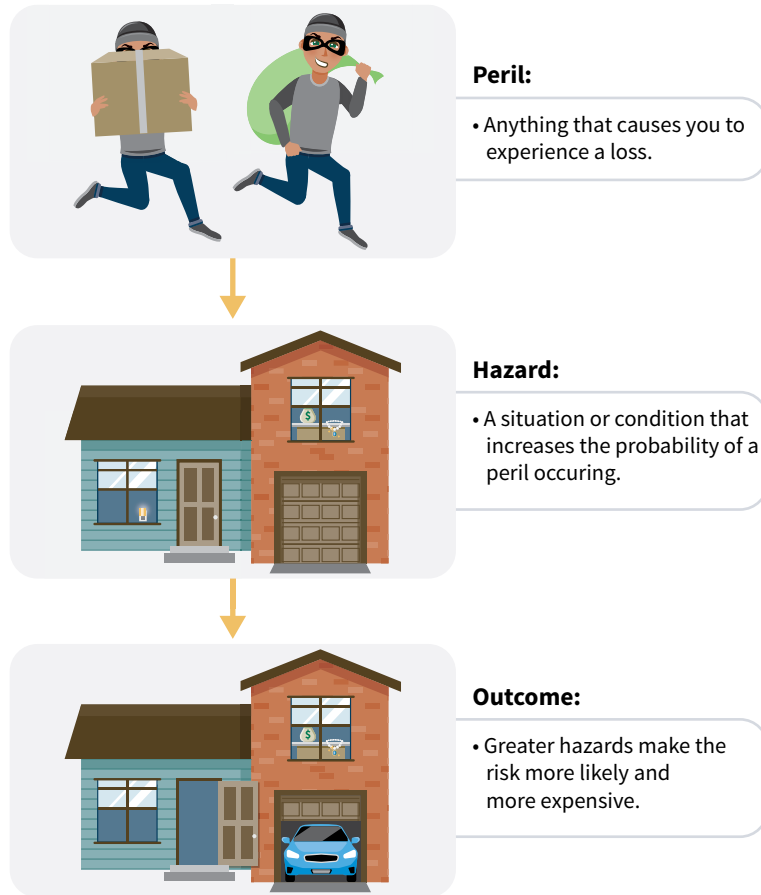 Peril:
• Anything that causes you to
experience a loss.
Hazard:
• A situation or condition that
increases the probability of a
peril occuring.
$
Outcome:
• Greater hazards make the
risk more likely and
more expensive.
$